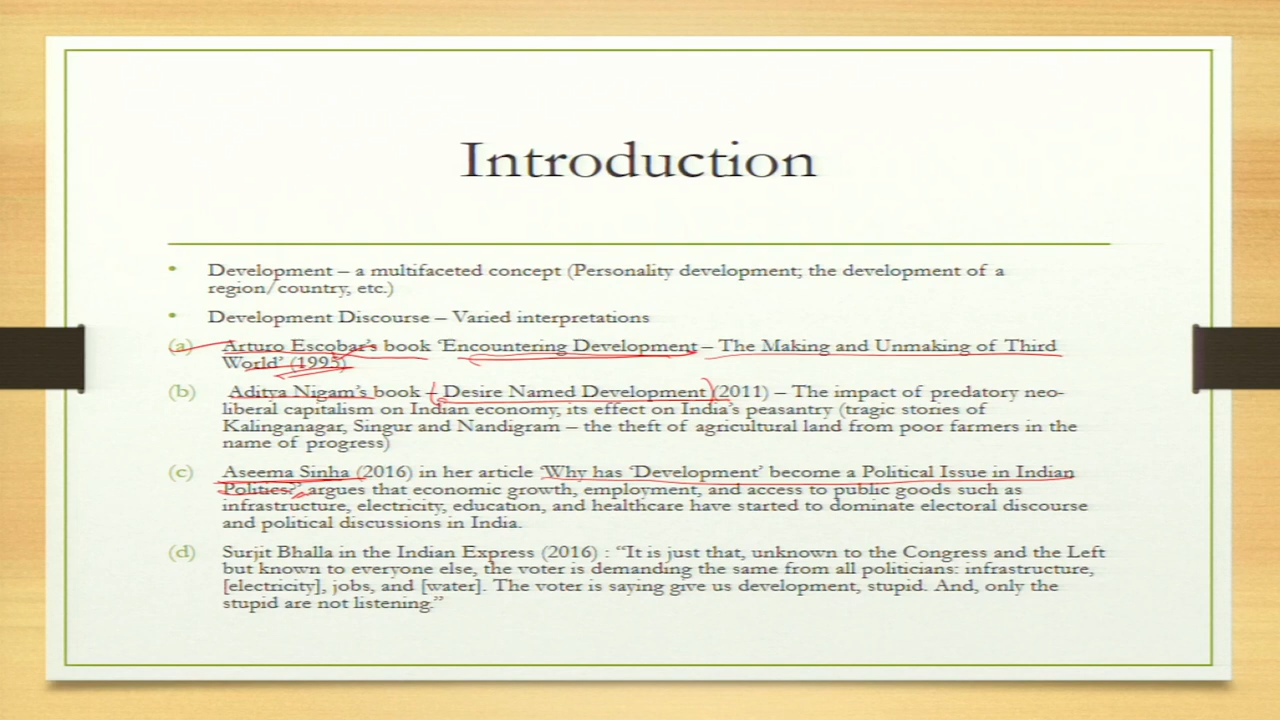 Introduction
• Development – a multifaceted concept (Personality development; the development of a
region/country, etc.)
• Development Discourse – Varied interpretations
(a) Arturo Escobar's book 'Encountering Development – The Making and Unmaking of Third
World' (1995)
(b) Aditya Nigam's book – Desire Named Development (2011) – The impact of predatory neo-
liberal capitalism on Indian economy, its effect on India's peasantry (tragic stories of
Kalinganagar, Singur and Nandigram – the theft of agricultural land from poor farmers in the
name of progress)
(c) Aseema Sinha (2016) in her article 'Why has 'Development' become a Political Issue in Indian
Politics?' argues that economic growth, employment, and access to public goods such as
infrastructure, electricity, education, and healthcare have started to dominate electoral discourse
and political discussions in India.
(d) Surjit Bhalla in the Indian Express (2016) : “It is just that, unknown to the Congress and the Left
but known to everyone else, the voter is demanding the same from all politicians: infrastructure,
[electricity], jobs, and [water]. The voter is saying give us development, stupid. And, only the
stupid are not listening.”